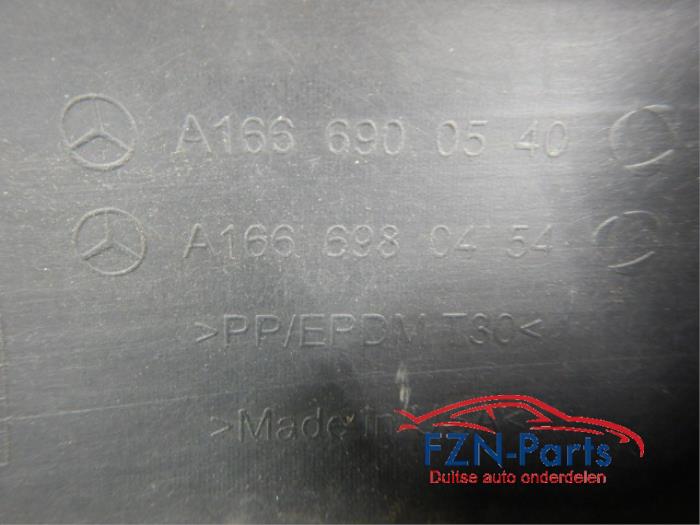 A166 690 05 40
A166 698 04 54
>PP/EPDM T30<
>Made in
FZN-Parts
Duitse auto onderdelen